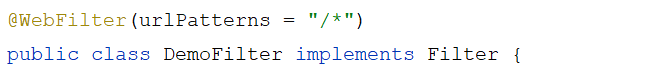 @WebFilter(urlPatterns = "/*")
public class DemoFilter implements Filter {